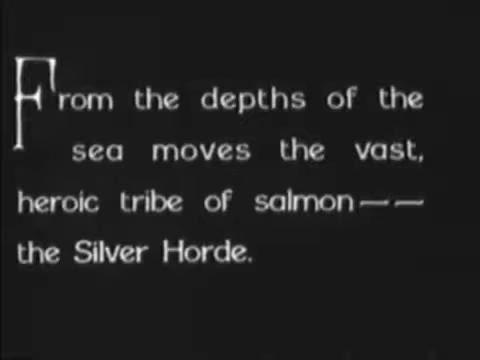 From the depths of the
sea moves the vast,
heroic tribe of salmon——
the Silver Horde.